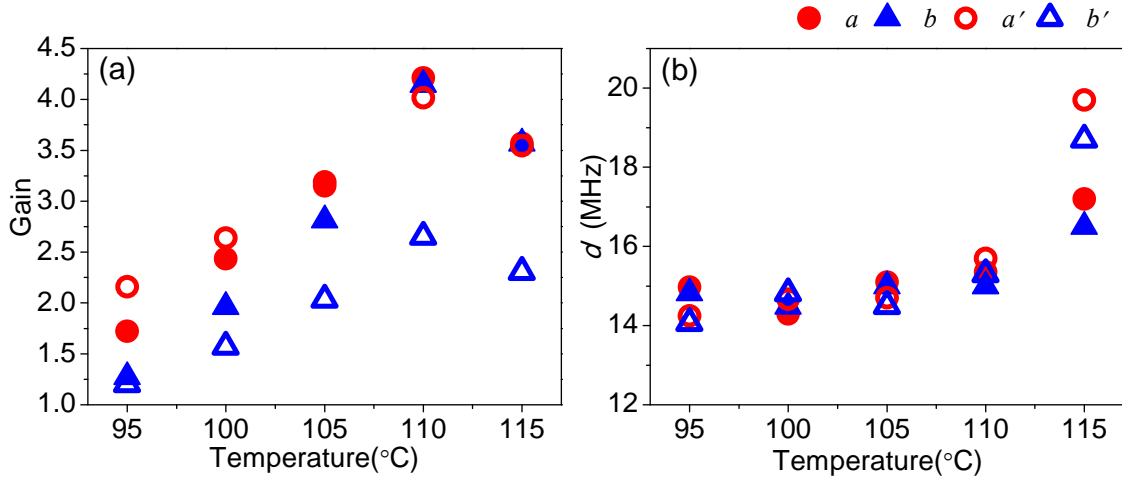 a b a′ b′
(a)
Gain
4.5
4.0
3.5
3.0
2.5
2.0
1.5
1.0
95 100 105 110 115
Temperature(°C)
(b)
d (MHz)
20
18
16
14
12
95 100 105 110 115
Temperature(°C)